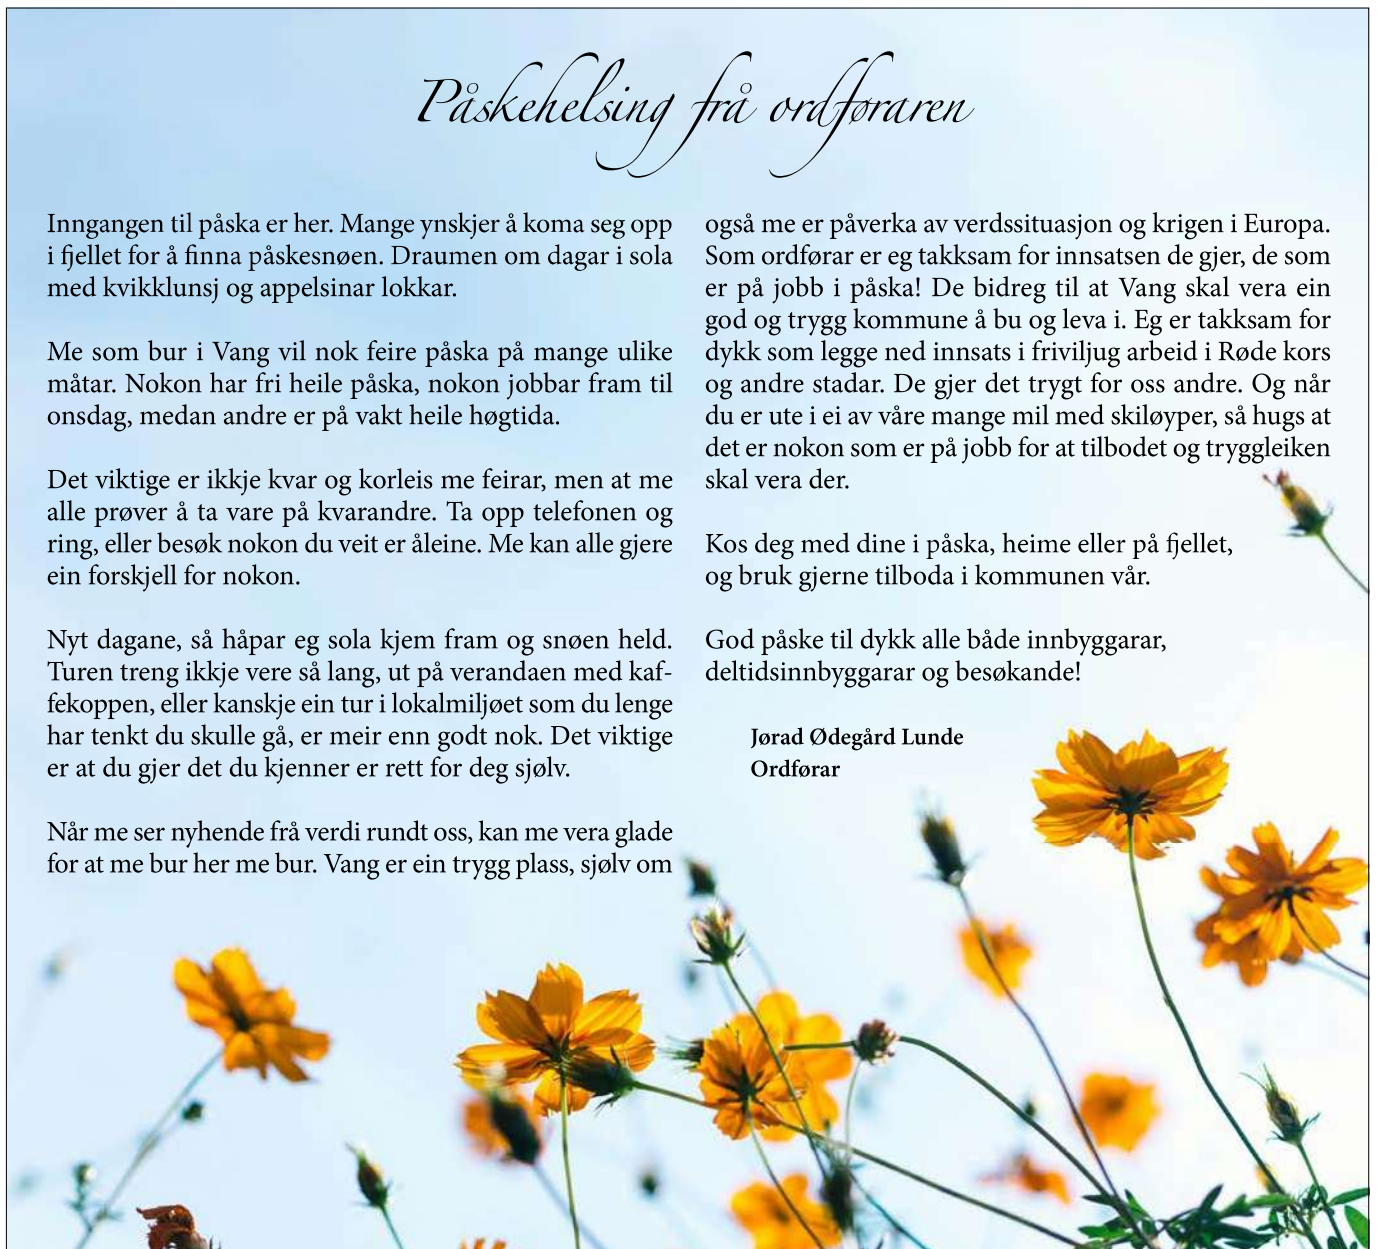 Påskehelsing frå ordføraren
Inngangen til påska er her. Mange ynskjer å koma seg opp
i fjellet for å finna påskesnøen. Draumen om dagar i sola
med kvikklunsj og appelsinar lokkar.
Me som bur i Vang vil nok feire påska på mange ulike
måtar. Nokon har fri heile påska, nokon jobbar fram til
onsdag, medan andre er på vakt heile høgtida.
Det viktige er ikkje kvar og korleis me feirar, men at me
alle prøver å ta vare på kvarandre. Ta opp telefonen og
ring, eller besøk nokon du veit er åleine. Me kan alle gjere
ein forskjell for nokon.
Nyt dagane, så håpar eg sola kjem fram og snøen held.
Turen treng ikkje vere så lang, ut på verandaen med kaf-
fekoppen, eller kanskje ein tur i lokalmiljøet som du lenge
har tenkt du skulle gå, er meir enn godt nok. Det viktige
er at du gjer det du kjenner er rett for deg sjølv.
Når me ser nyhende frå verdi rundt oss, kan me vera glade
for at me bur her me bur. Vang er ein trygg plass, sjølv om
også me er påverka av verdssituasjon og krigen i Europa.
Som ordførar er eg takksam for innsatsen de gjer, de som
er på jobb i påska! De bidreg til at Vang skal vera ein
god og trygg kommune å bu og leva i. Eg er takksam for
dykk som legge ned innsats i friviljug arbeid i Røde kors
og andre stadar. De gjer det trygt for oss andre. Og når
du er ute i ei av våre mange mil med skiløyper, så hugs at
det er nokon som er på jobb for at tilbodet og tryggleiken
skal vera der.
Kos deg med dine i påska, heime eller på fjellet,
og bruk gjerne tilboda i kommunen vår.
God påske til dykk alle både innbyggarar,
deltidsinnbyggarar og besøkande!
Jørad Ødegård Lunde
Ordførar